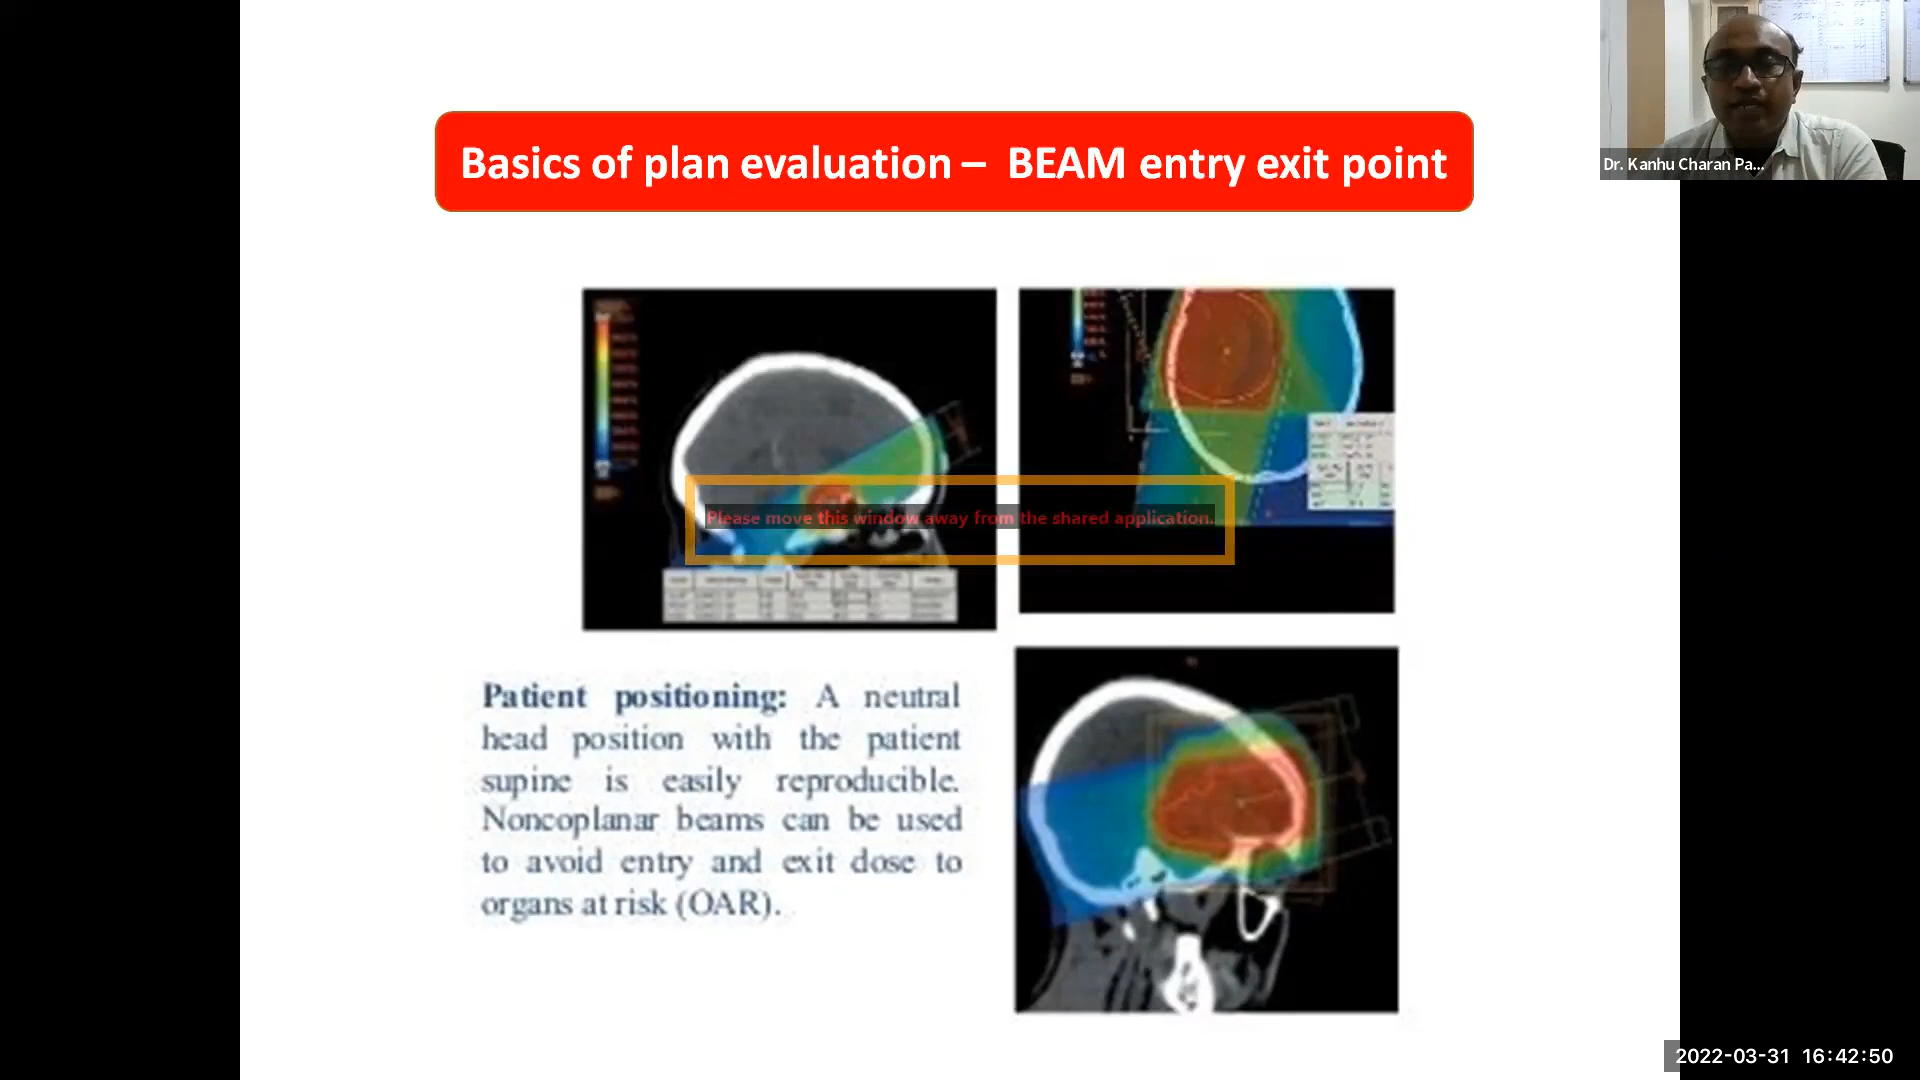 Basics of plan evaluation – BEAM entry exit point
Dr. Kanhu Charan Pa...
Please move this window away from the shared application.
Patient positioning: A neutral
head position with the patient
supine is easily reproducible.
Noncoplanar beams can be used
to avoid entry and exit dose to
organs at risk (OAR).
2022-03-31 16:42:50